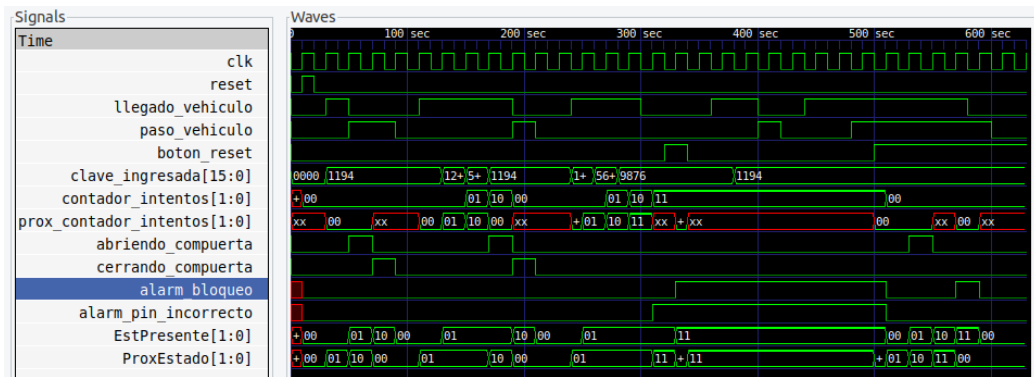 Signals
Waves
Time
0 100 sec 200 sec 300 sec 400 sec 500 sec 600 sec
clk
reset
llegado_vehiculo
paso_vehiculo
boton_reset
clave_ingresada[15:0] 0000 1194 12+ 5+ 1194 1+ 56+ 9876 1194
contador_intentos[1:0] + 00 01 10 00 01 10 11 00
prox_contador_intentos[1:0] xx 00 xx 00 01 10 00 xx + 01 10 11 xx + xx 00 xx 00 xx
abriendo_compuerta
cerrando_compuerta
alarm_bloqueo
alarm_pin_incorrecto
EstPresente[1:0] + 00 01 10 00 01 10 00 01 11 00 01 10 11 00
ProxEstado[1:0] + 00 01 10 00 01 10 00 01 11 + 11 + 01 10 11 00